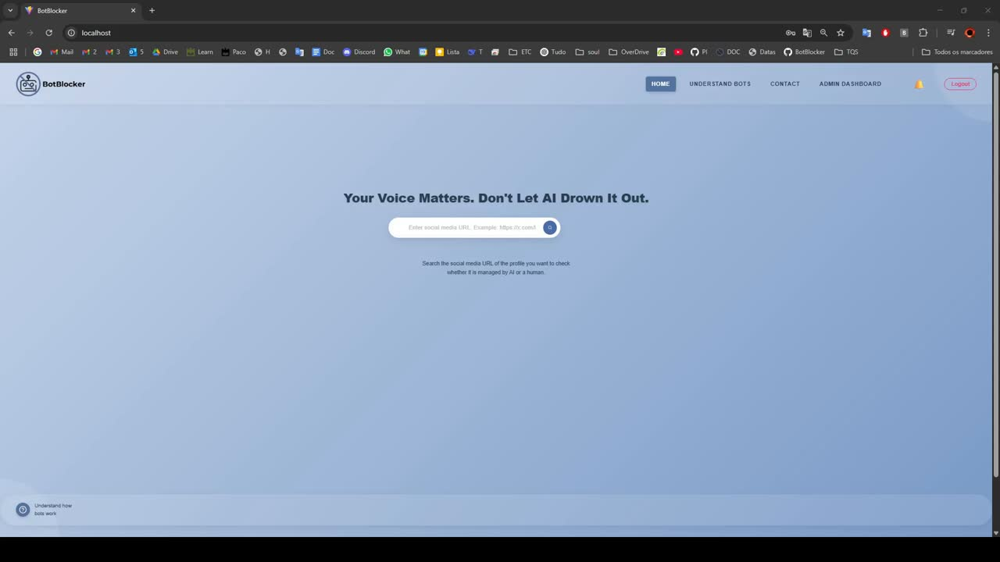 BotBlocker
localhost
Mail
2
3
5
Drive
Learn
Paco
H
Doc
Discord
What
Lista
T
ETC
Tudo
soul
OverDrive
PI
DOC
Datas
BotBlocker
TQS
Todos os marcadores
BotBlocker
HOME
UNDERSTAND BOTS
CONTACT
ADMIN DASHBOARD
Logout
Your Voice Matters. Don't Let AI Drown It Out.
Enter social media URL. Example: https://x.com/
Search the social media URL of the profile you want to check
whether it is managed by AI or a human.
Understand how
bots work